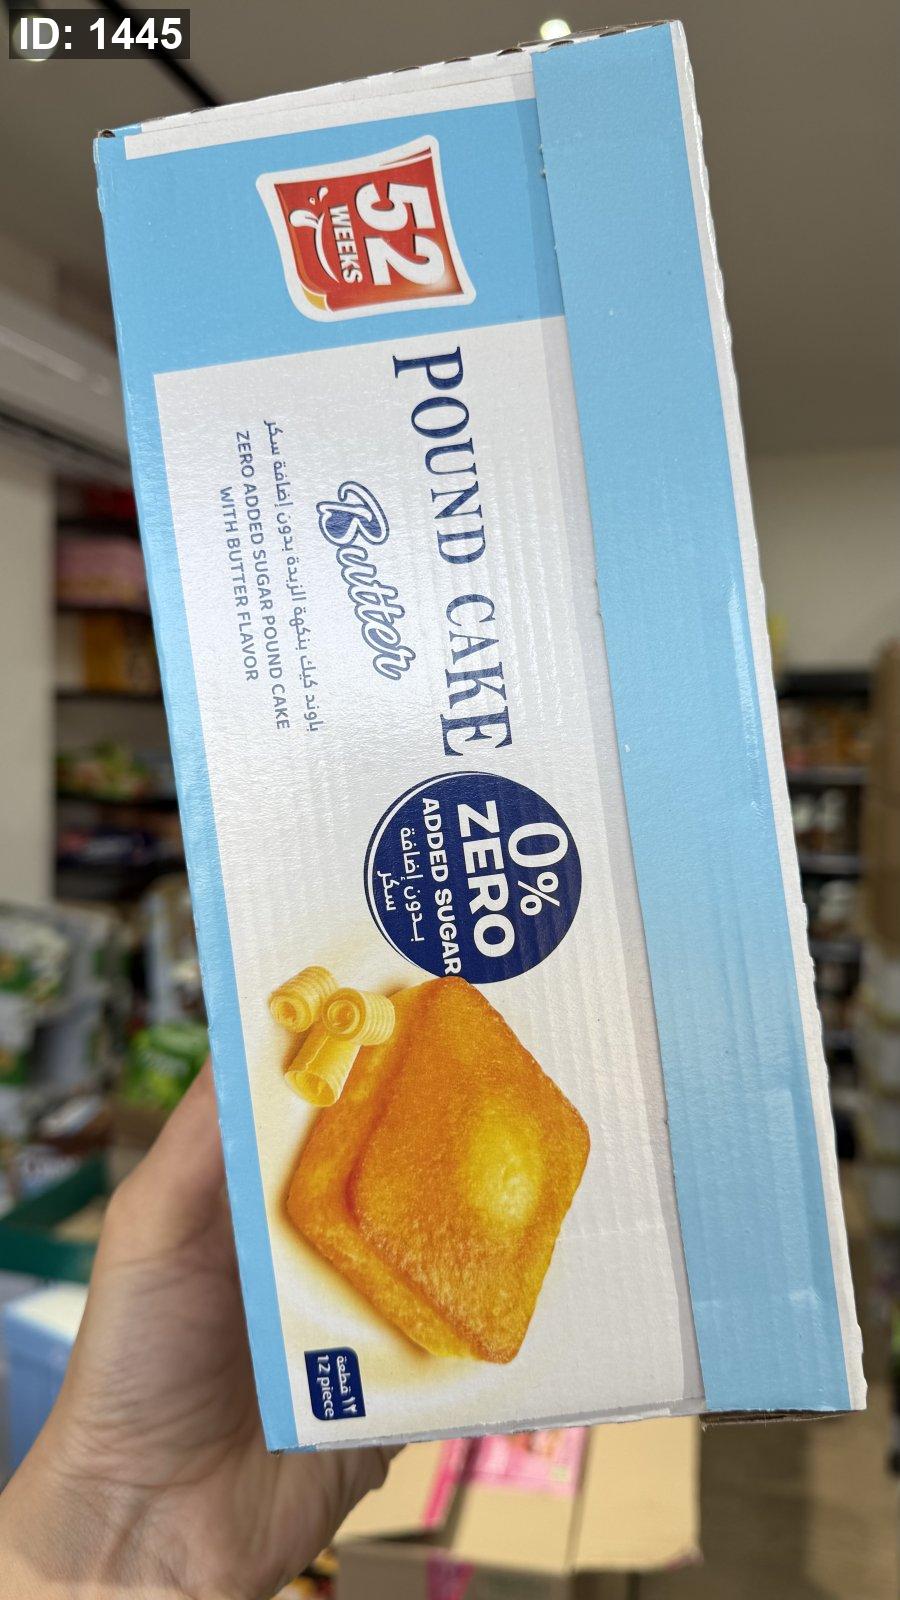 ID: 1445
52
WEEKS
POUND CAKE
Butter
باوند كيك بنكهة الزبدة بدون إضافة سكر
ZERO ADDED SUGAR POUND CAKE
WITH BUTTER FLAVOR
0%
ZERO
ADDED SUGAR
بدون إضافة
سكر
١٢ قطعة
12 piece